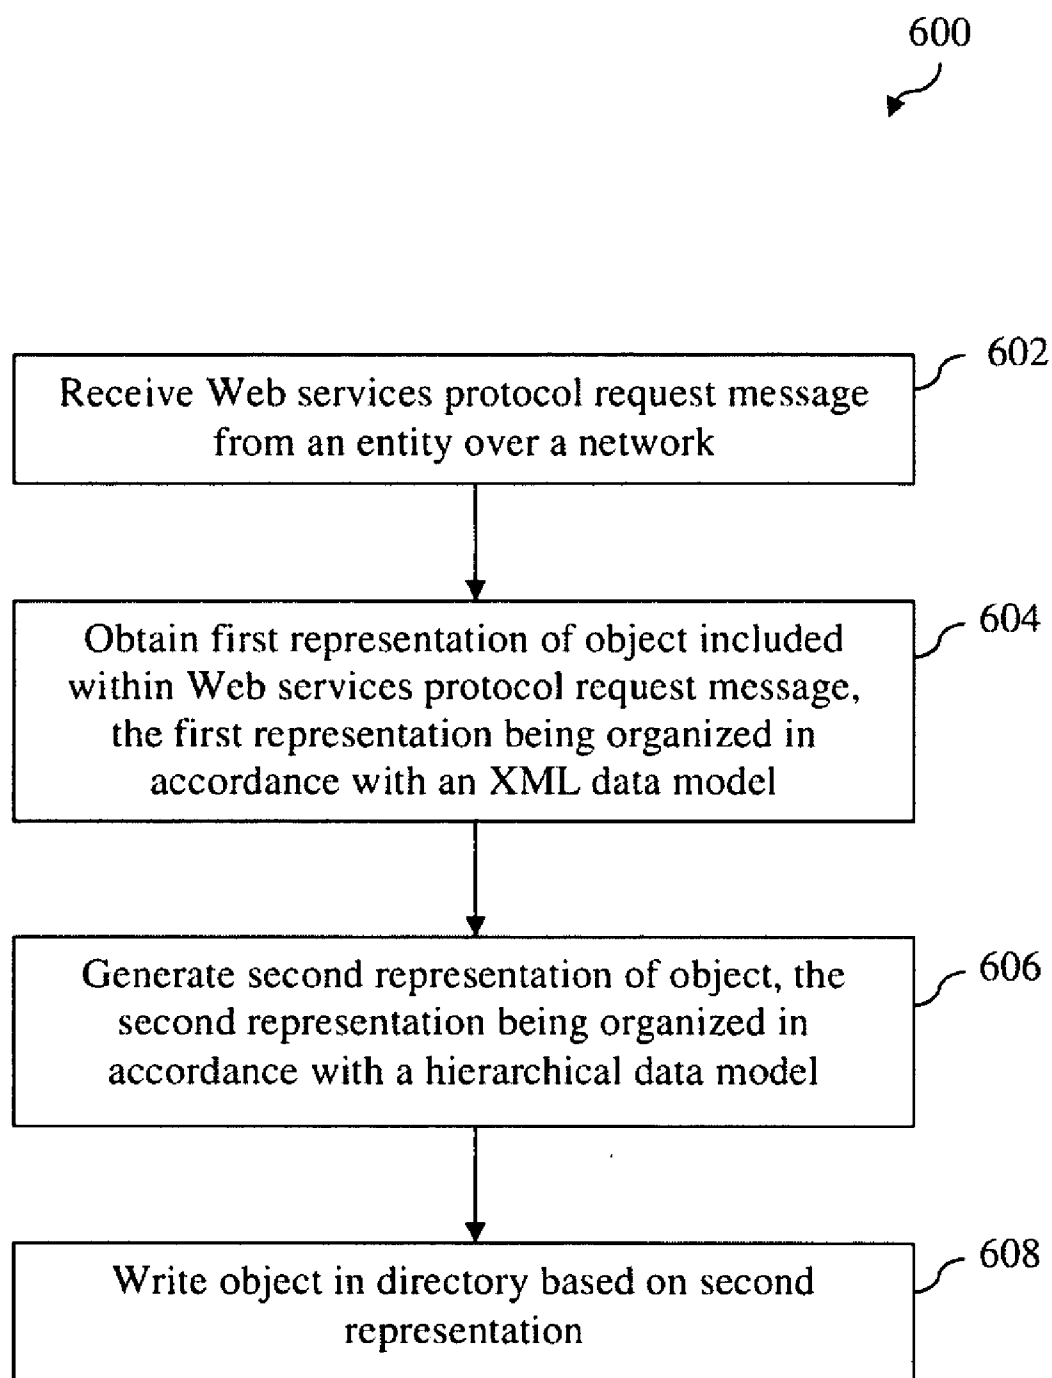 600
602
Receive Web services protocol request message
from an entity over a network
604
Obtain first representation of object included
within Web services protocol request message,
the first representation being organized in
accordance with an XML data model
606
Generate second representation of object, the
second representation being organized in
accordance with a hierarchical data model
608
Write object in directory based on second
representation